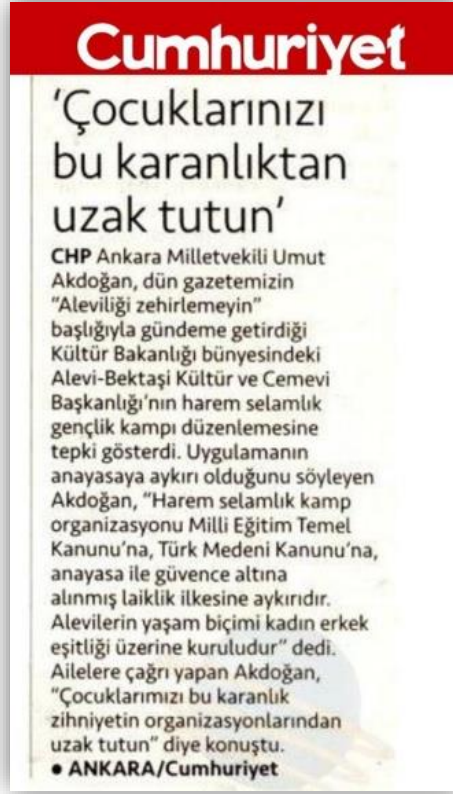 Cumhuriyet
‘Çocuklarınızı
bu karanlıktan
uzak tutun’
CHP Ankara Milletvekili Umut
Akdoğan, dün gazetemizin
"Aleviliği zehirlemeyin"
başlığıyla gündeme getirdiği
Kültür Bakanlığı bünyesindeki
Alevi-Bektaşi Kültür ve Cemevi
Başkanlığı’nın harem selamlık
gençlik kampı düzenlemesine
tepki gösterdi. Uygulamanın
anayasaya aykırı olduğunu söyleyen
Akdoğan, "Harem selamlık kamp
organizasyonu Milli Eğitim Temel
Kanunu’na, Türk Medeni Kanunu’na,
anayasa ile güvence altına
alınmış laiklik ilkesine aykırıdır.
Alevilerin yaşam biçimi kadın erkek
eşitliği üzerine kuruludur" dedi.
Ailelere çağrı yapan Akdoğan,
"Çocuklarımızı bu karanlık
zihniyetin organizasyonlarından
uzak tutun" diye konuştu.
● ANKARA/Cumhuriyet